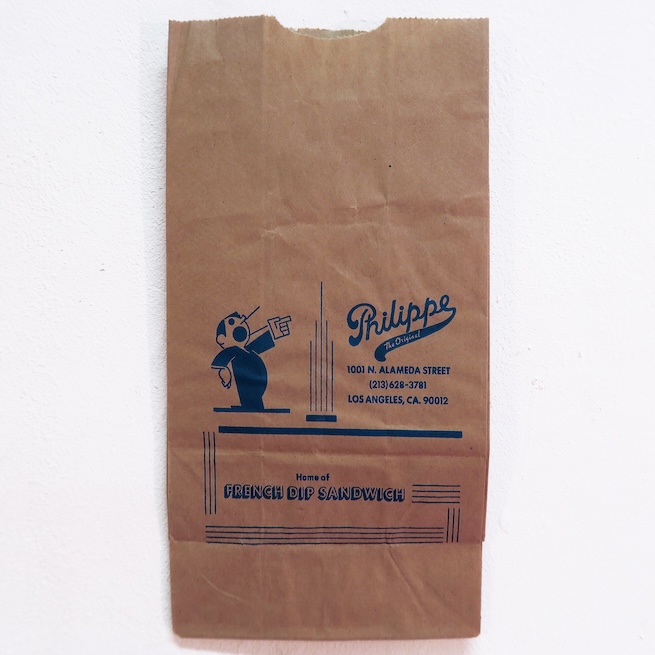 Philippe
The Original
1001 N. ALAMEDA STREET
(213) 628-3781
LOS ANGELES, CA. 90012
Home of
FRENCH DIP SANDWICH